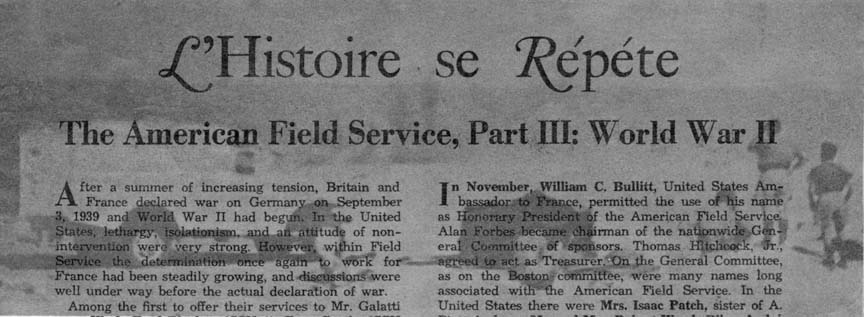 L'Histoire se Répéte
The American Field Service, Part III: World War II
After a summer of increasing tension, Britain and
France declared war on Germany on September
3, 1939 and World War II had begun. In the United
States, lethargy, isolationism, and an attitude of non-
intervention were very strong. However, within Field
Service the determination once again to work for
France had been steadily growing, and discussions were
well under way before the actual declaration of war.
Among the first to offer their services to Mr. Galatti
In November, William C. Bullitt, United States Am-
bassador to France, permitted the use of his name
as Honorary President of the American Field Service.
Alan Forbes became chairman of the nationwide Gen-
eral Committee of sponsors. Thomas Hitchcock, Jr.,
agreed to act as Treasurer. On the General Committee,
as on the Boston committee, were many names long
associated with the American Field Service. In the
United States there were Mrs. Isaac Patch, sister of A.